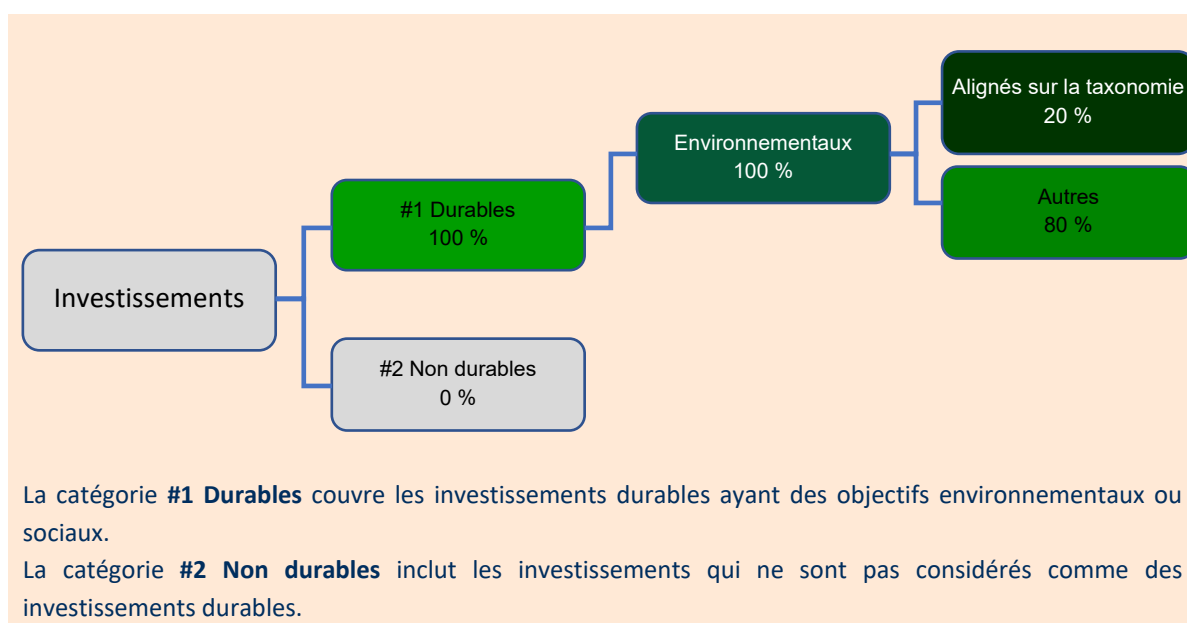 Alignés sur la taxonomie
20 %
Environnementaux
100 %
Autres
80 %
#1 Durables
100 %
Investissements
#2 Non durables
0 %
La catégorie #1 Durables couvre les investissements durables ayant des objectifs environnementaux ou
sociaux.
La catégorie #2 Non durables inclut les investissements qui ne sont pas considérés comme des
investissements durables.